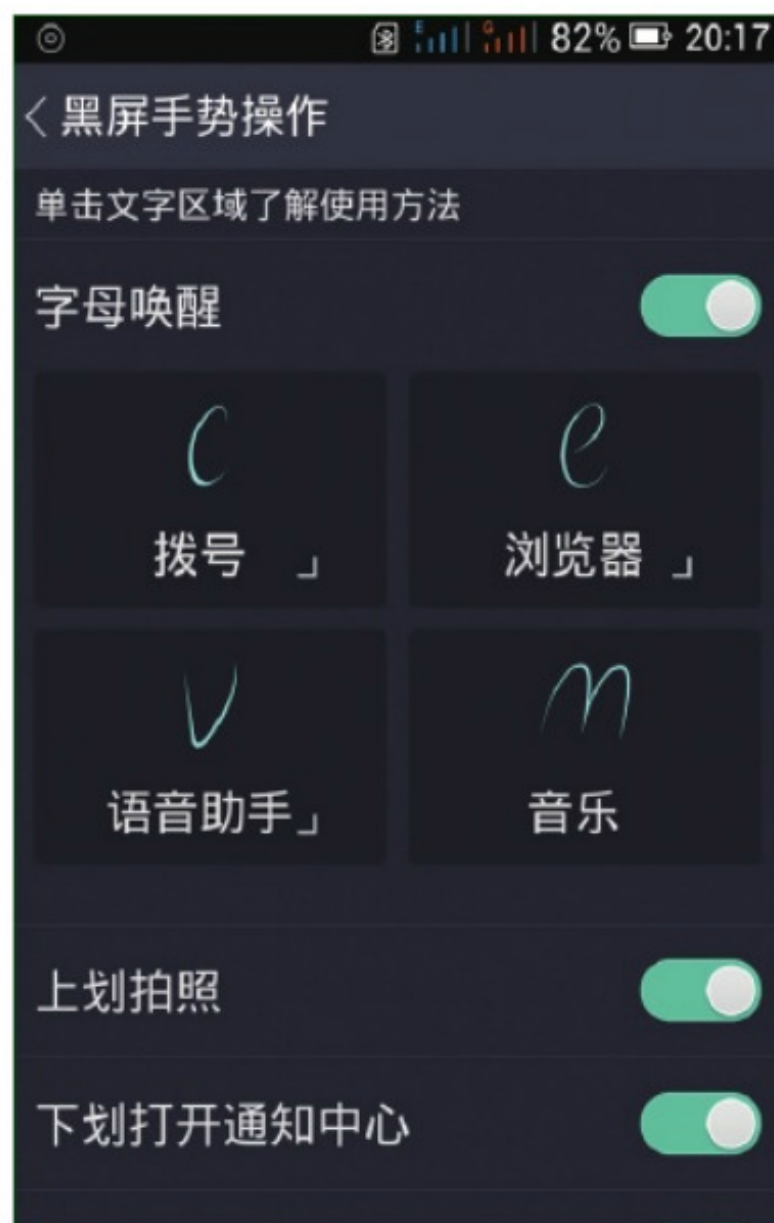 E G 82% 20:17
黑屏手势操作
单击文字区域了解使用方法
字母唤醒
C e
拨号 浏览器
V m
语音助手 音乐
上划拍照
下划打开通知中心